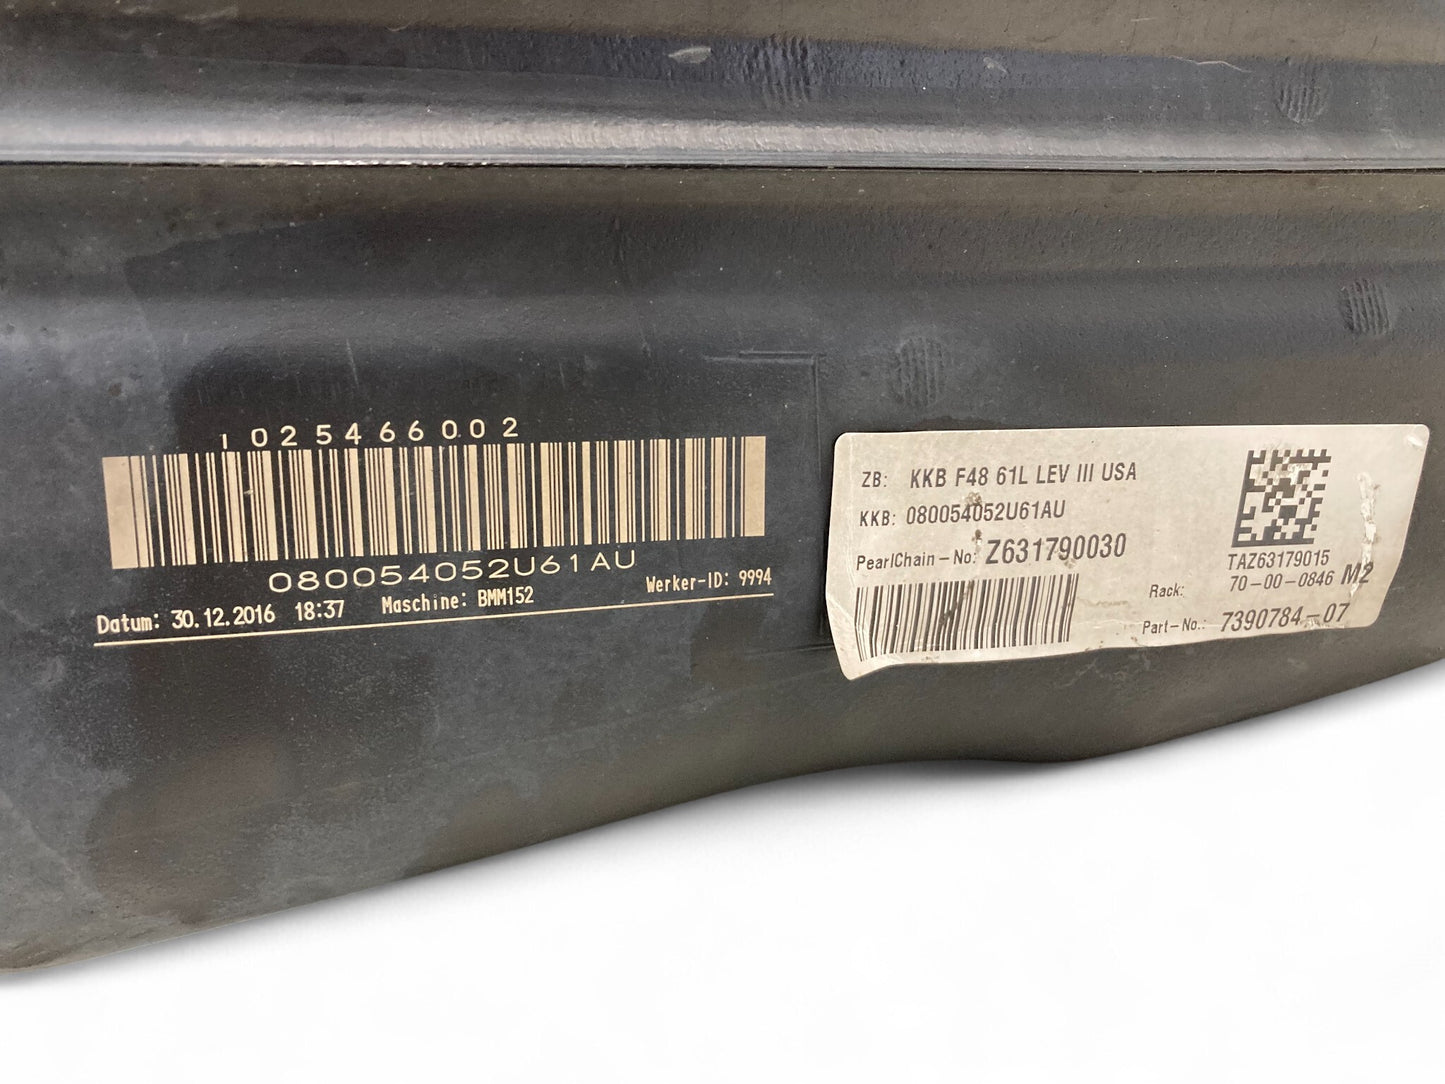 1025466002
080054052U61AU
Datum: 30.12.2016 18:37 Maschine: BMM152 Werker-ID: 9994
ZB: KKB F48 61L LEV III USA
KKB: 080054052U61AU
PearlChain-No: Z631790030
TAZ63179015
Rack: 70-00-0846 M2
Part-No.: 7390784-07